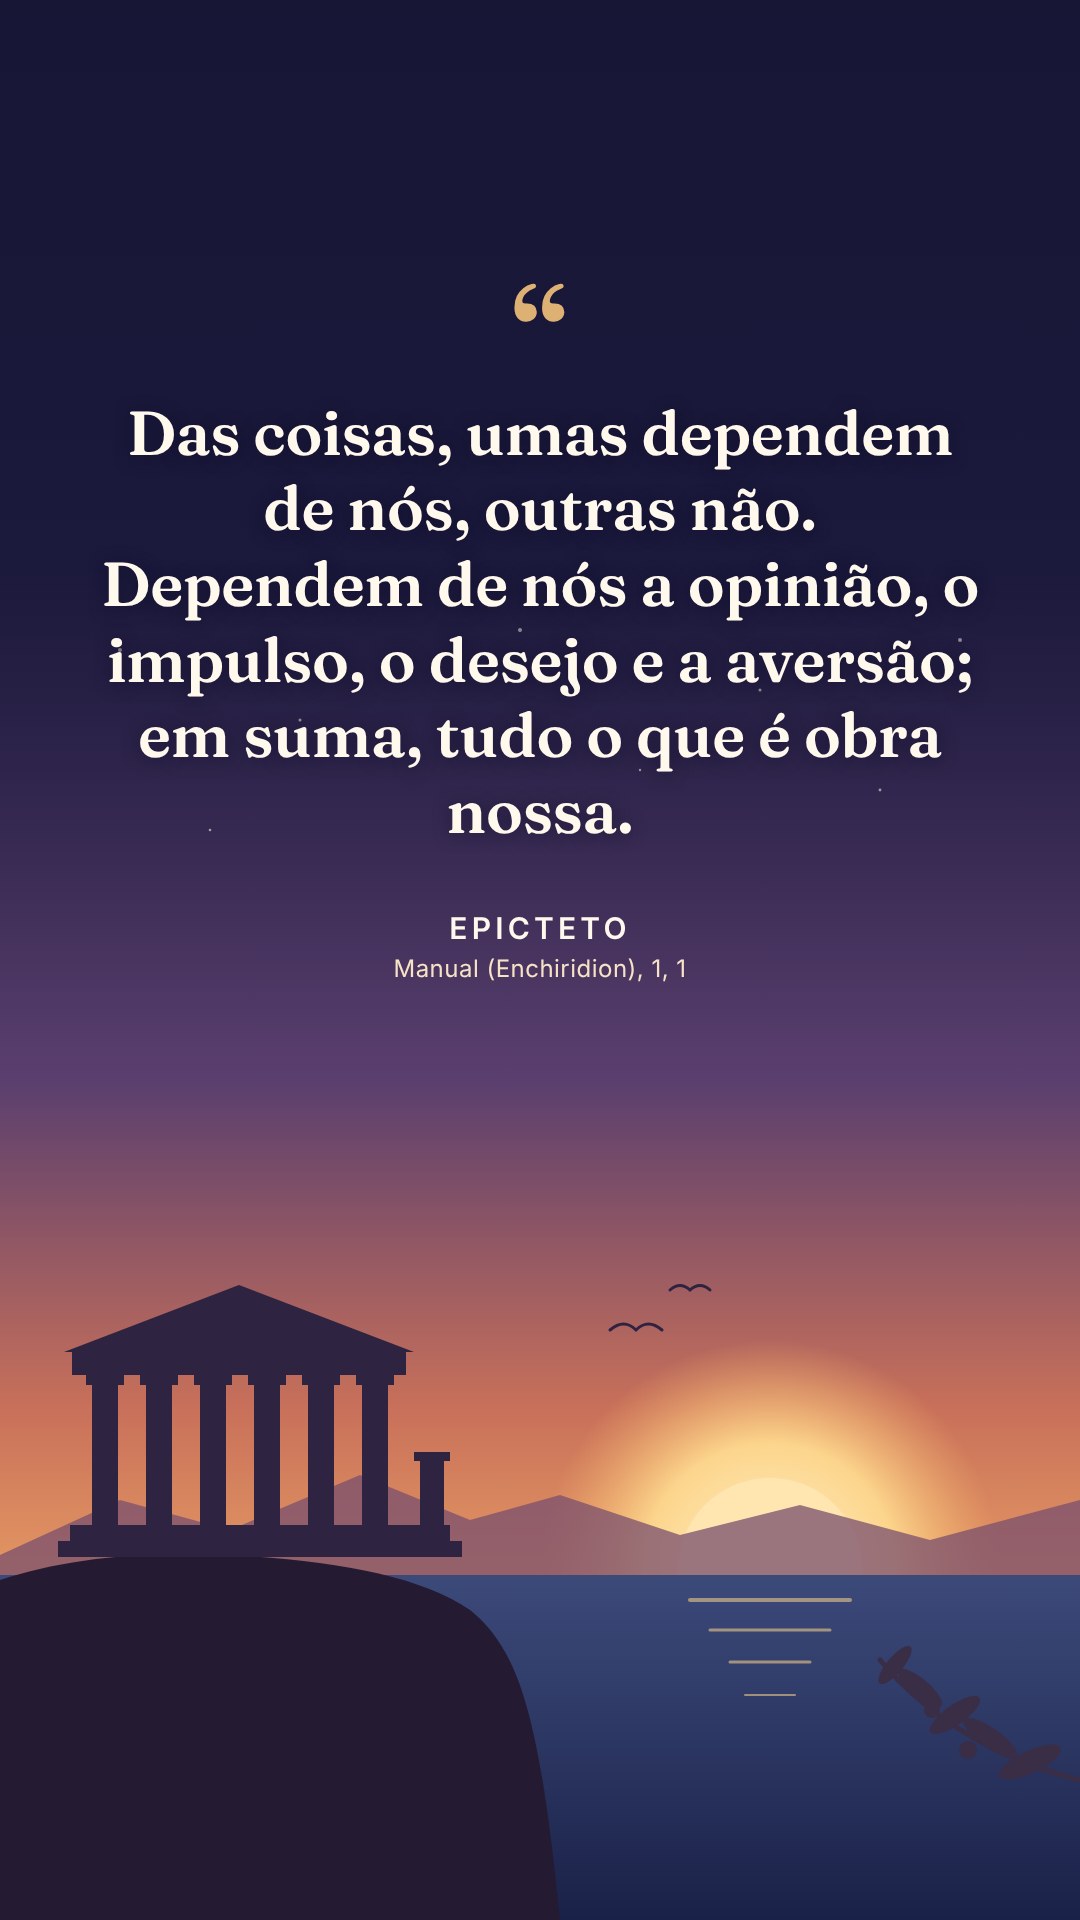 “
Das coisas, umas dependem
de nós, outras não.
Dependem de nós a opinião, o
impulso, o desejo e a aversão;
em suma, tudo o que é obra
nossa.
EPICTETO
Manual (Enchiridion), 1, 1